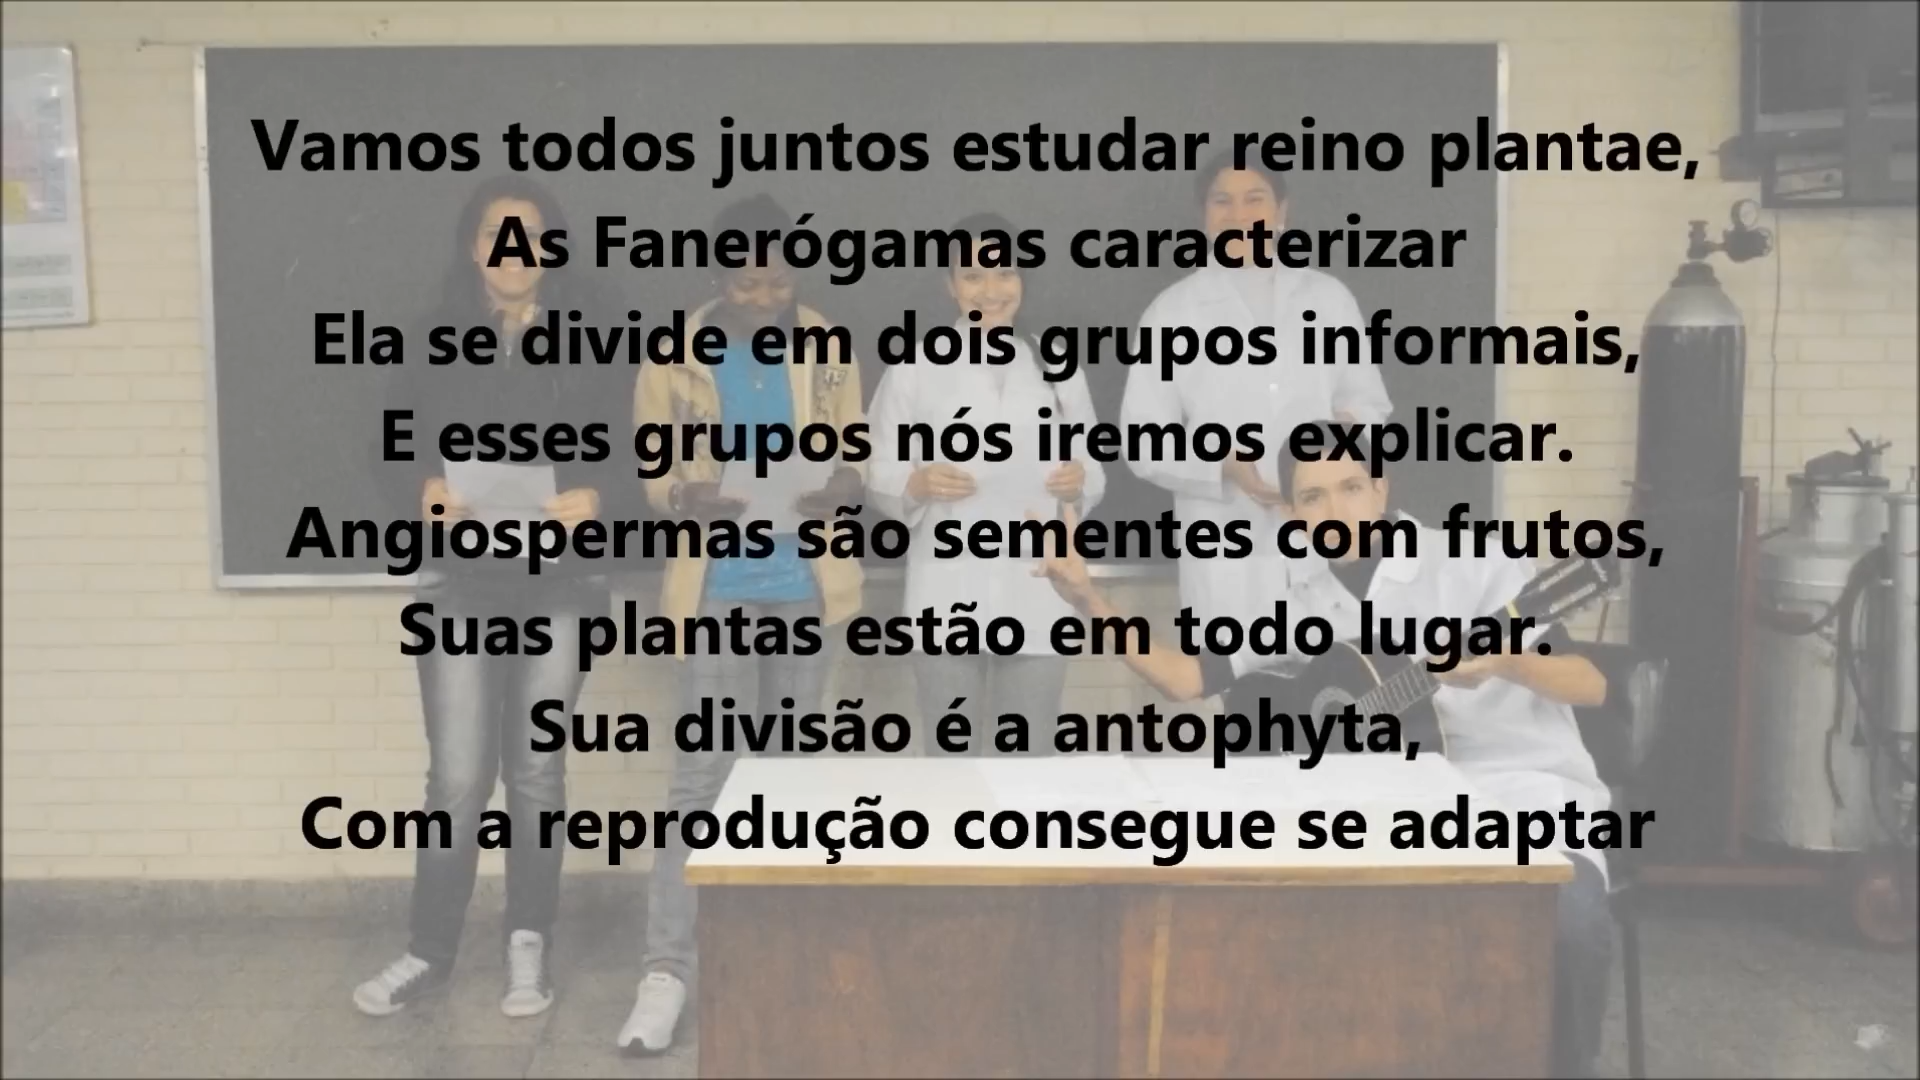 Vamos todos juntos estudar reino plantae,
As Fanerógamas caracterizar
Ela se divide em dois grupos informais,
E esses grupos nós iremos explicar.
Angiospermas são sementes com frutos,
Suas plantas estão em todo lugar.
Sua divisão é a antophyta,
Com a reprodução consegue se adaptar